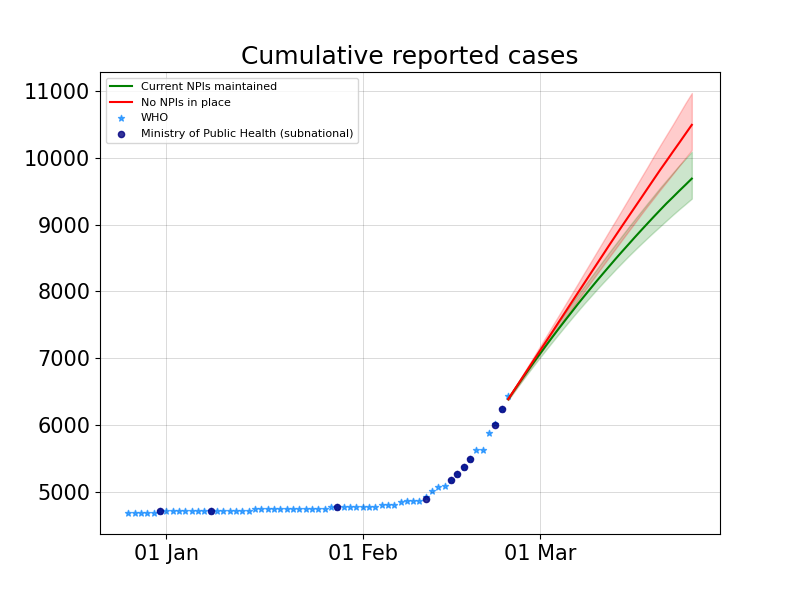 Cumulative reported cases
Current NPIs maintained
No NPIs in place
WHO
Ministry of Public Health (subnational)
11000
10000
9000
8000
7000
6000
5000
01 Jan
01 Feb
01 Mar